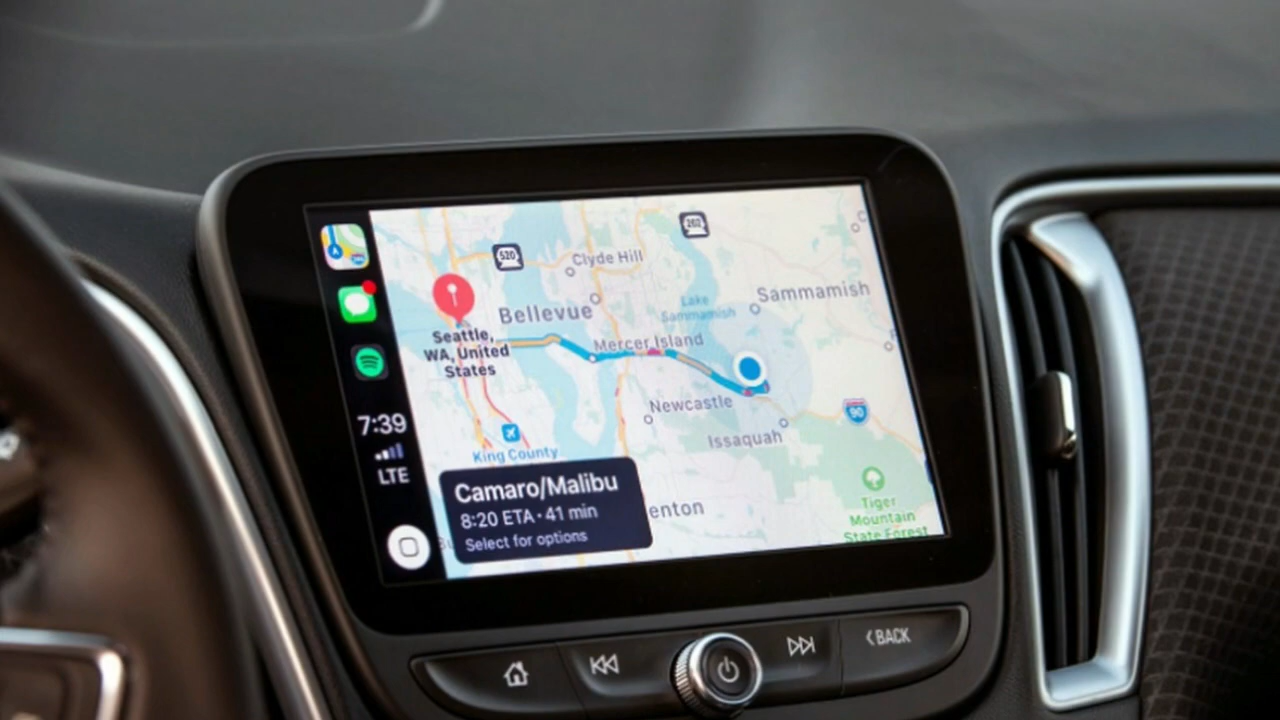 520
202
Clyde Hill
Sammamish
Lake
Sammamish
Bellevue
Seattle,
WA, United
States
Mercer Island
Newcastle
90
Issaquah
7:39
LTE
King County
Camaro/Malibu
8:20 ETA · 41 min
Select for options
enton
Tiger
Mountain
State Forest
BACK